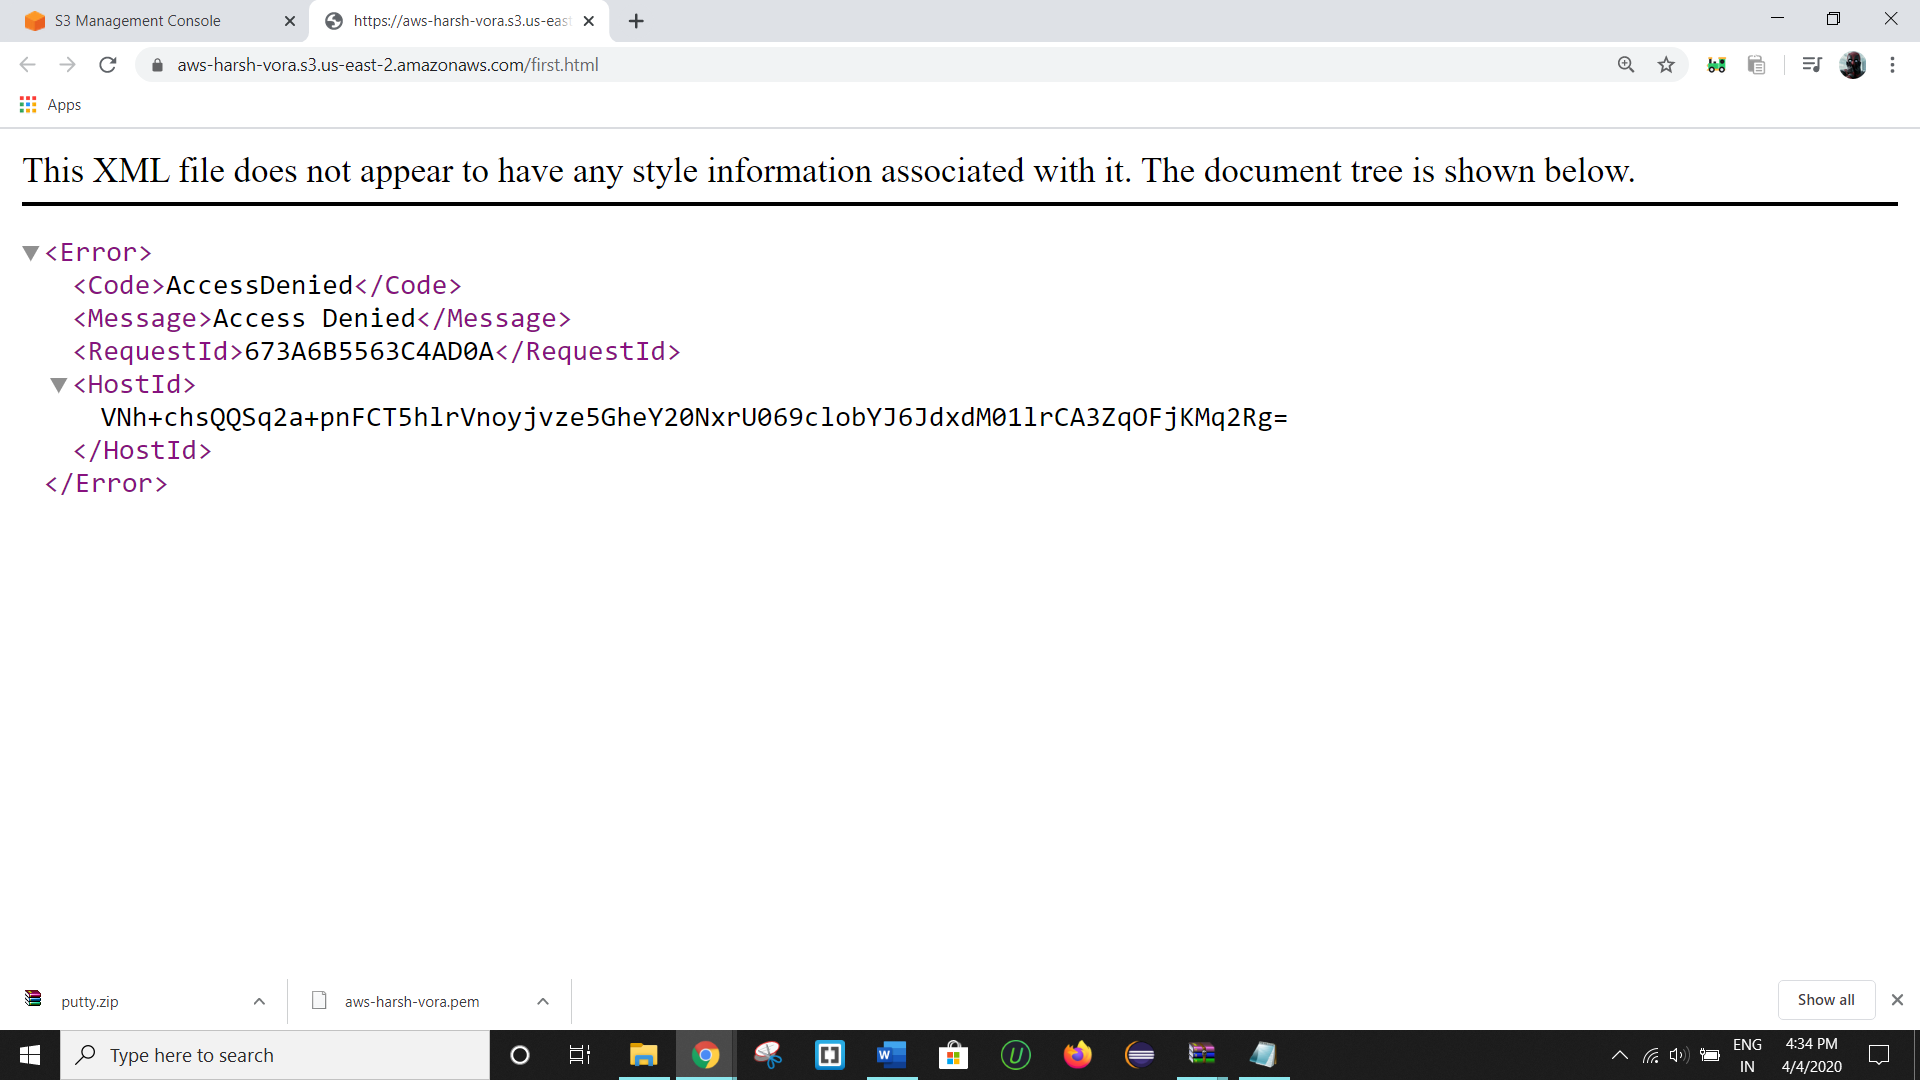 S3 Management Console
https://aws-harsh-vora.s3.us-east
aws-harsh-vora.s3.us-east-2.amazonaws.com/first.html
Apps
This XML file does not appear to have any style information associated with it. The document tree is shown below.
<Error>
<Code>AccessDenied</Code>
<Message>Access Denied</Message>
<RequestId>673A6B5563C4AD0A</RequestId>
<HostId>
VNh+chsQQSq2a+pnFCT5hlrVnoyjvze5GheY20NxrU069clobYJ6JdxdM01lrCA3ZqOFjKMq2Rg=
</HostId>
</Error>
putty.zip
aws-harsh-vora.pem
Show all
Type here to search
ENG
IN
4:34 PM
4/4/2020